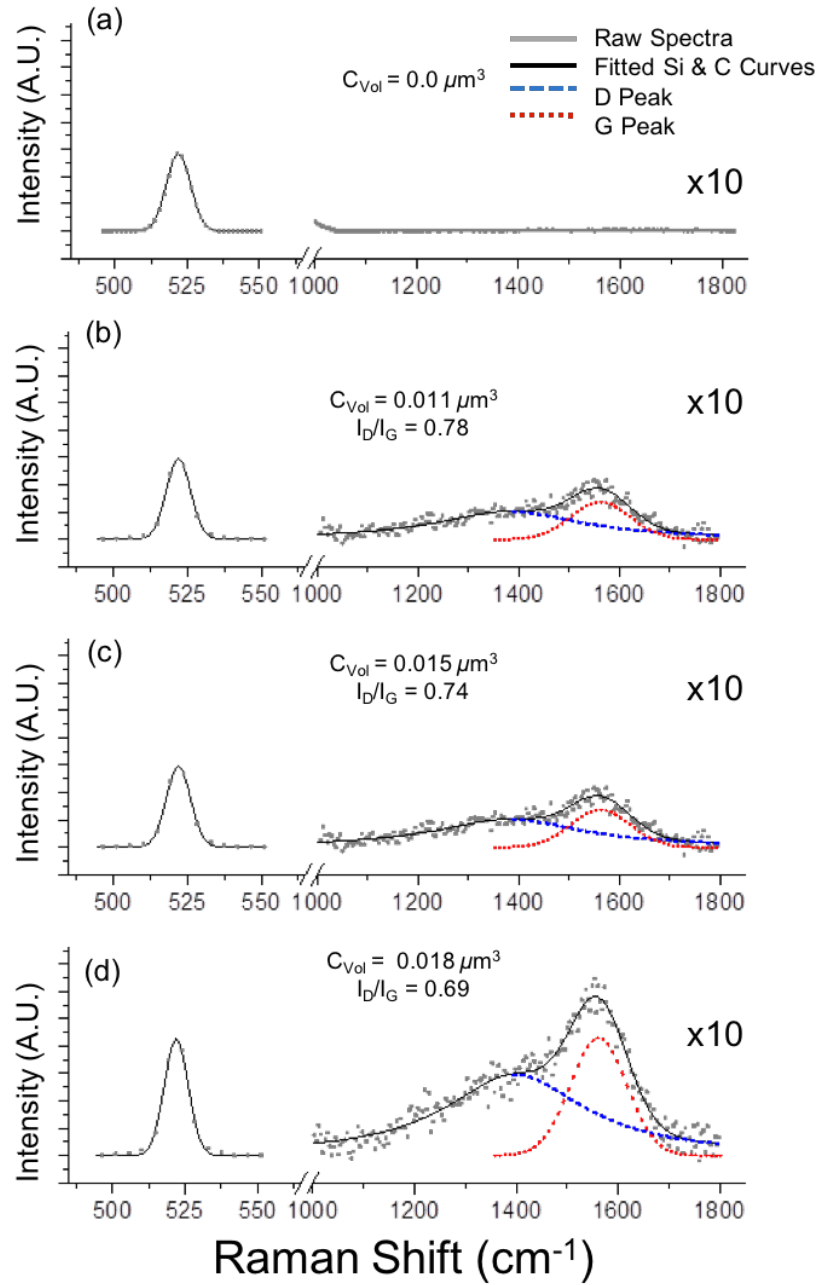 (a)
Raw Spectra
Fitted Si & C Curves
D Peak
G Peak
C_Vol = 0.0 µm³
x10
Intensity (A.U.)
500 525 550 1000 1200 1400 1600 1800
(b)
C_Vol = 0.011 µm³
I_D/I_G = 0.78
x10
Intensity (A.U.)
500 525 550 1000 1200 1400 1600 1800
(c)
C_Vol = 0.015 µm³
I_D/I_G = 0.74
x10
Intensity (A.U.)
500 525 550 1000 1200 1400 1600 1800
(d)
C_Vol = 0.018 µm³
I_D/I_G = 0.69
x10
Intensity (A.U.)
500 525 550 1000 1200 1400 1600 1800
Raman Shift (cm⁻¹)